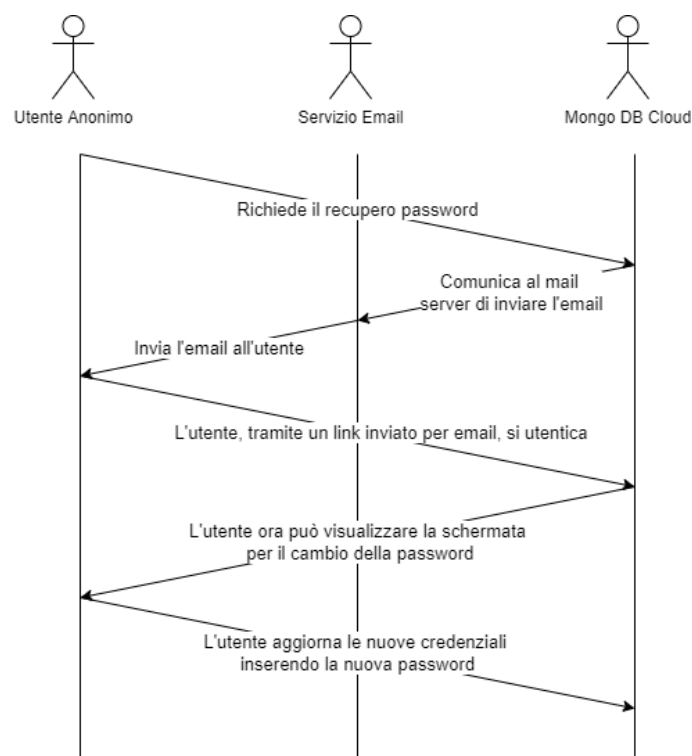 Utente Anonimo
Servizio Email
Mongo DB Cloud
Richiede il recupero password
Comunica al mail
server di inviare l'email
Invia l'email all'utente
L'utente, tramite un link inviato per email, si utentica
L'utente ora può visualizzare la schermata
per il cambio della password
L'utente aggiorna le nuove credenziali
inserendo la nuova password